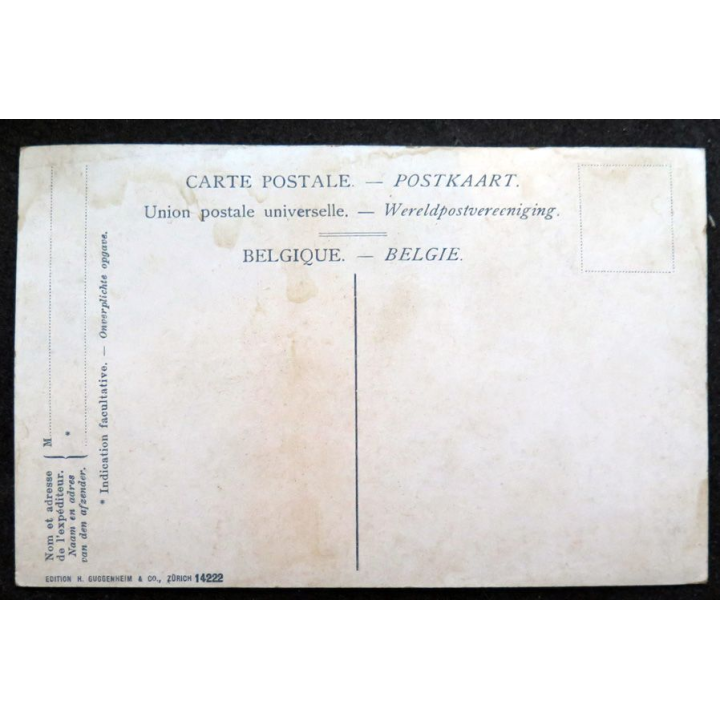 CARTE POSTALE. — POSTKAART.
Union postale universelle. — Wereldpostvereeniging.
BELGIQUE. — BELGIE.
Nom et adresse
de l'expéditeur.
Naam en adres
van den afzender.
M
*
* Indication facultative. — Onverplichte opgave.
EDITION H. GUGGENHEIM & CO., ZÜRICH 14222